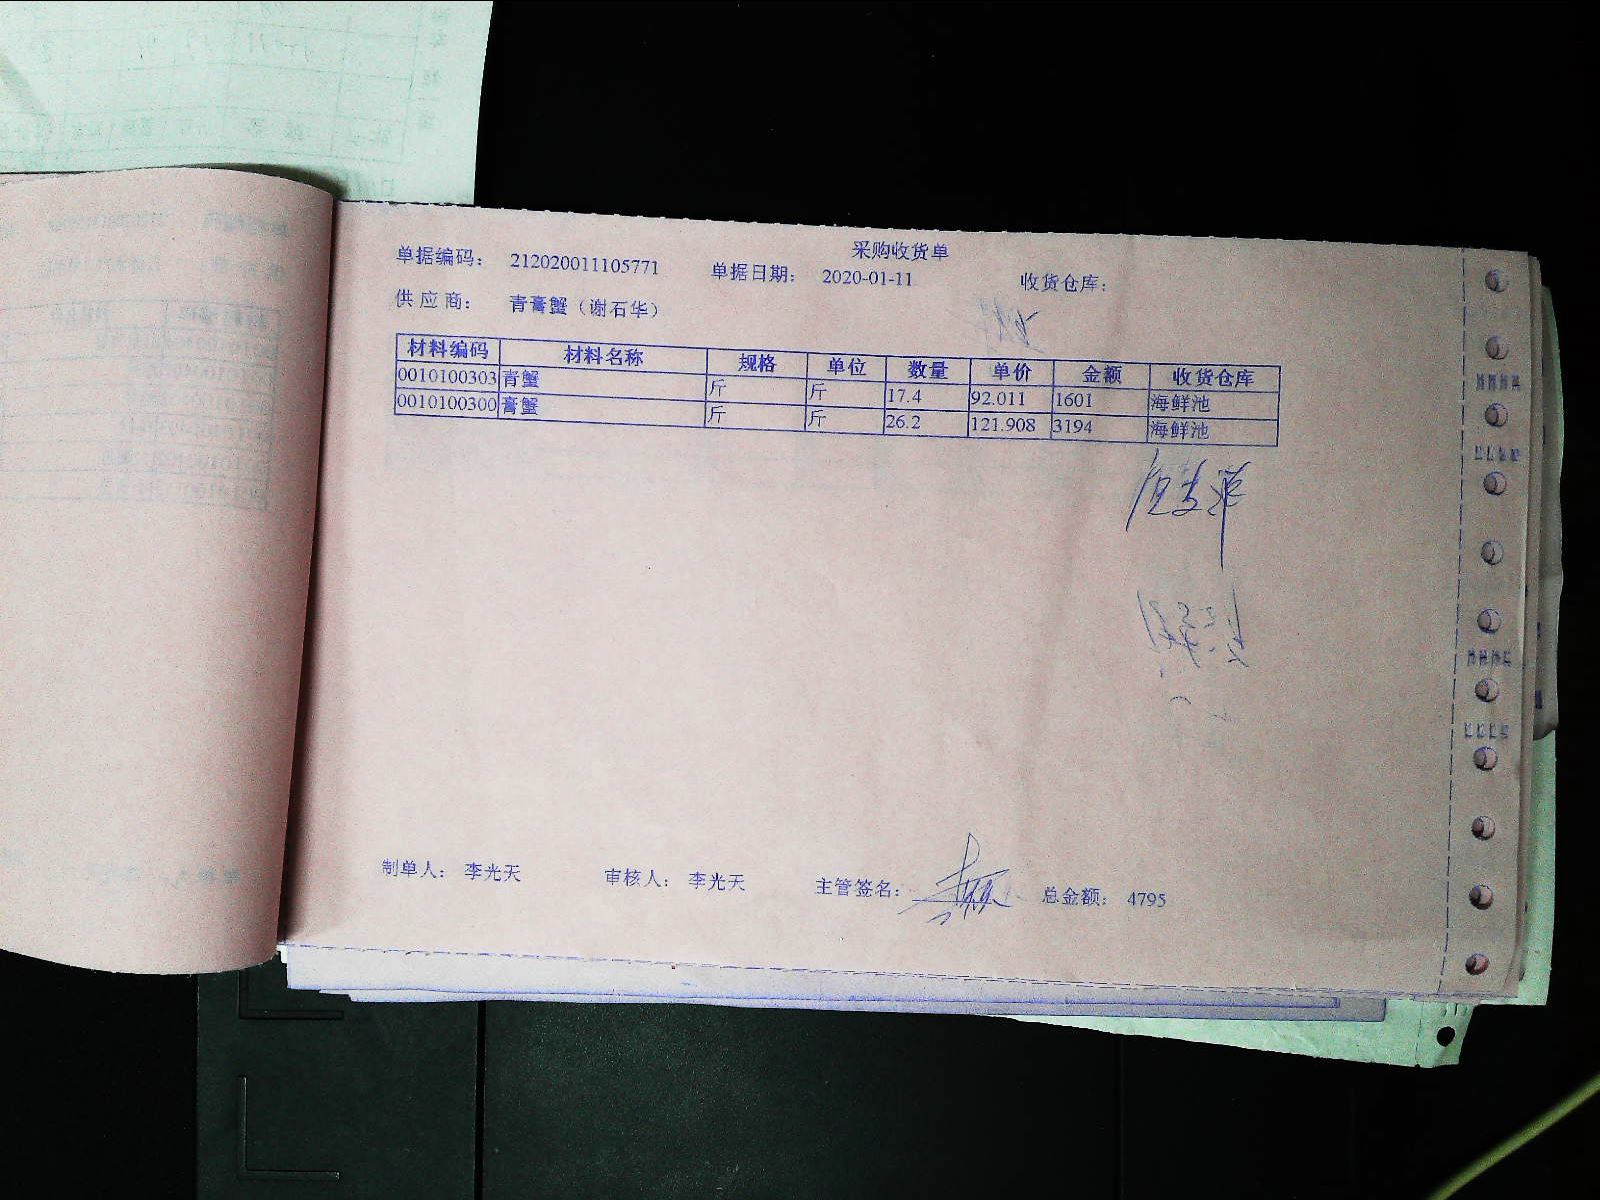 采购收货单
单据编码： 212020011105771 单据日期： 2020-01-11 收货仓库：
供应商： 青膏蟹（谢石华）
材料编码 材料名称 规格 单位 数量 单价 金额 收货仓库
0010100303 青蟹 斤 斤 17.4 92.011 1601 海鲜池
0010100300 膏蟹 斤 斤 26.2 121.908 3194 海鲜池
制单人： 李光天 审核人： 李光天 主管签名： 总金额： 4795